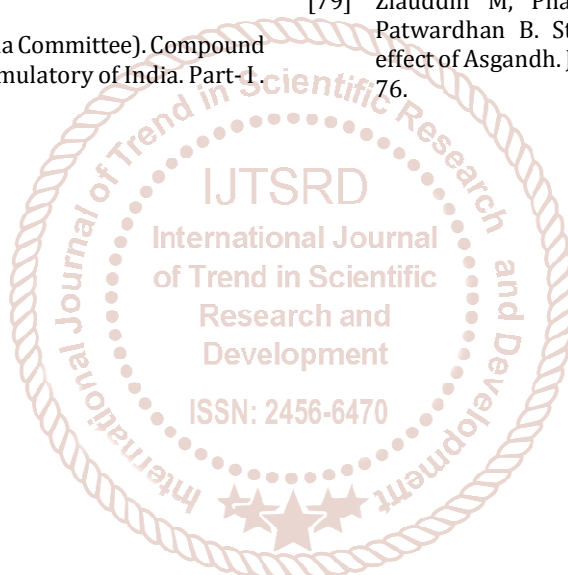 [79] Ziauddin M, Pha
Patwardhan B. St
effect of Asgandh. J
76.
na Committee). Compound
mulatory of India. Part- I .
International Journal of Trend in Scientific Research and Development
IJTSRD
International Journal
of Trend in Scientific
Research and
Development
ISSN: 2456-6470